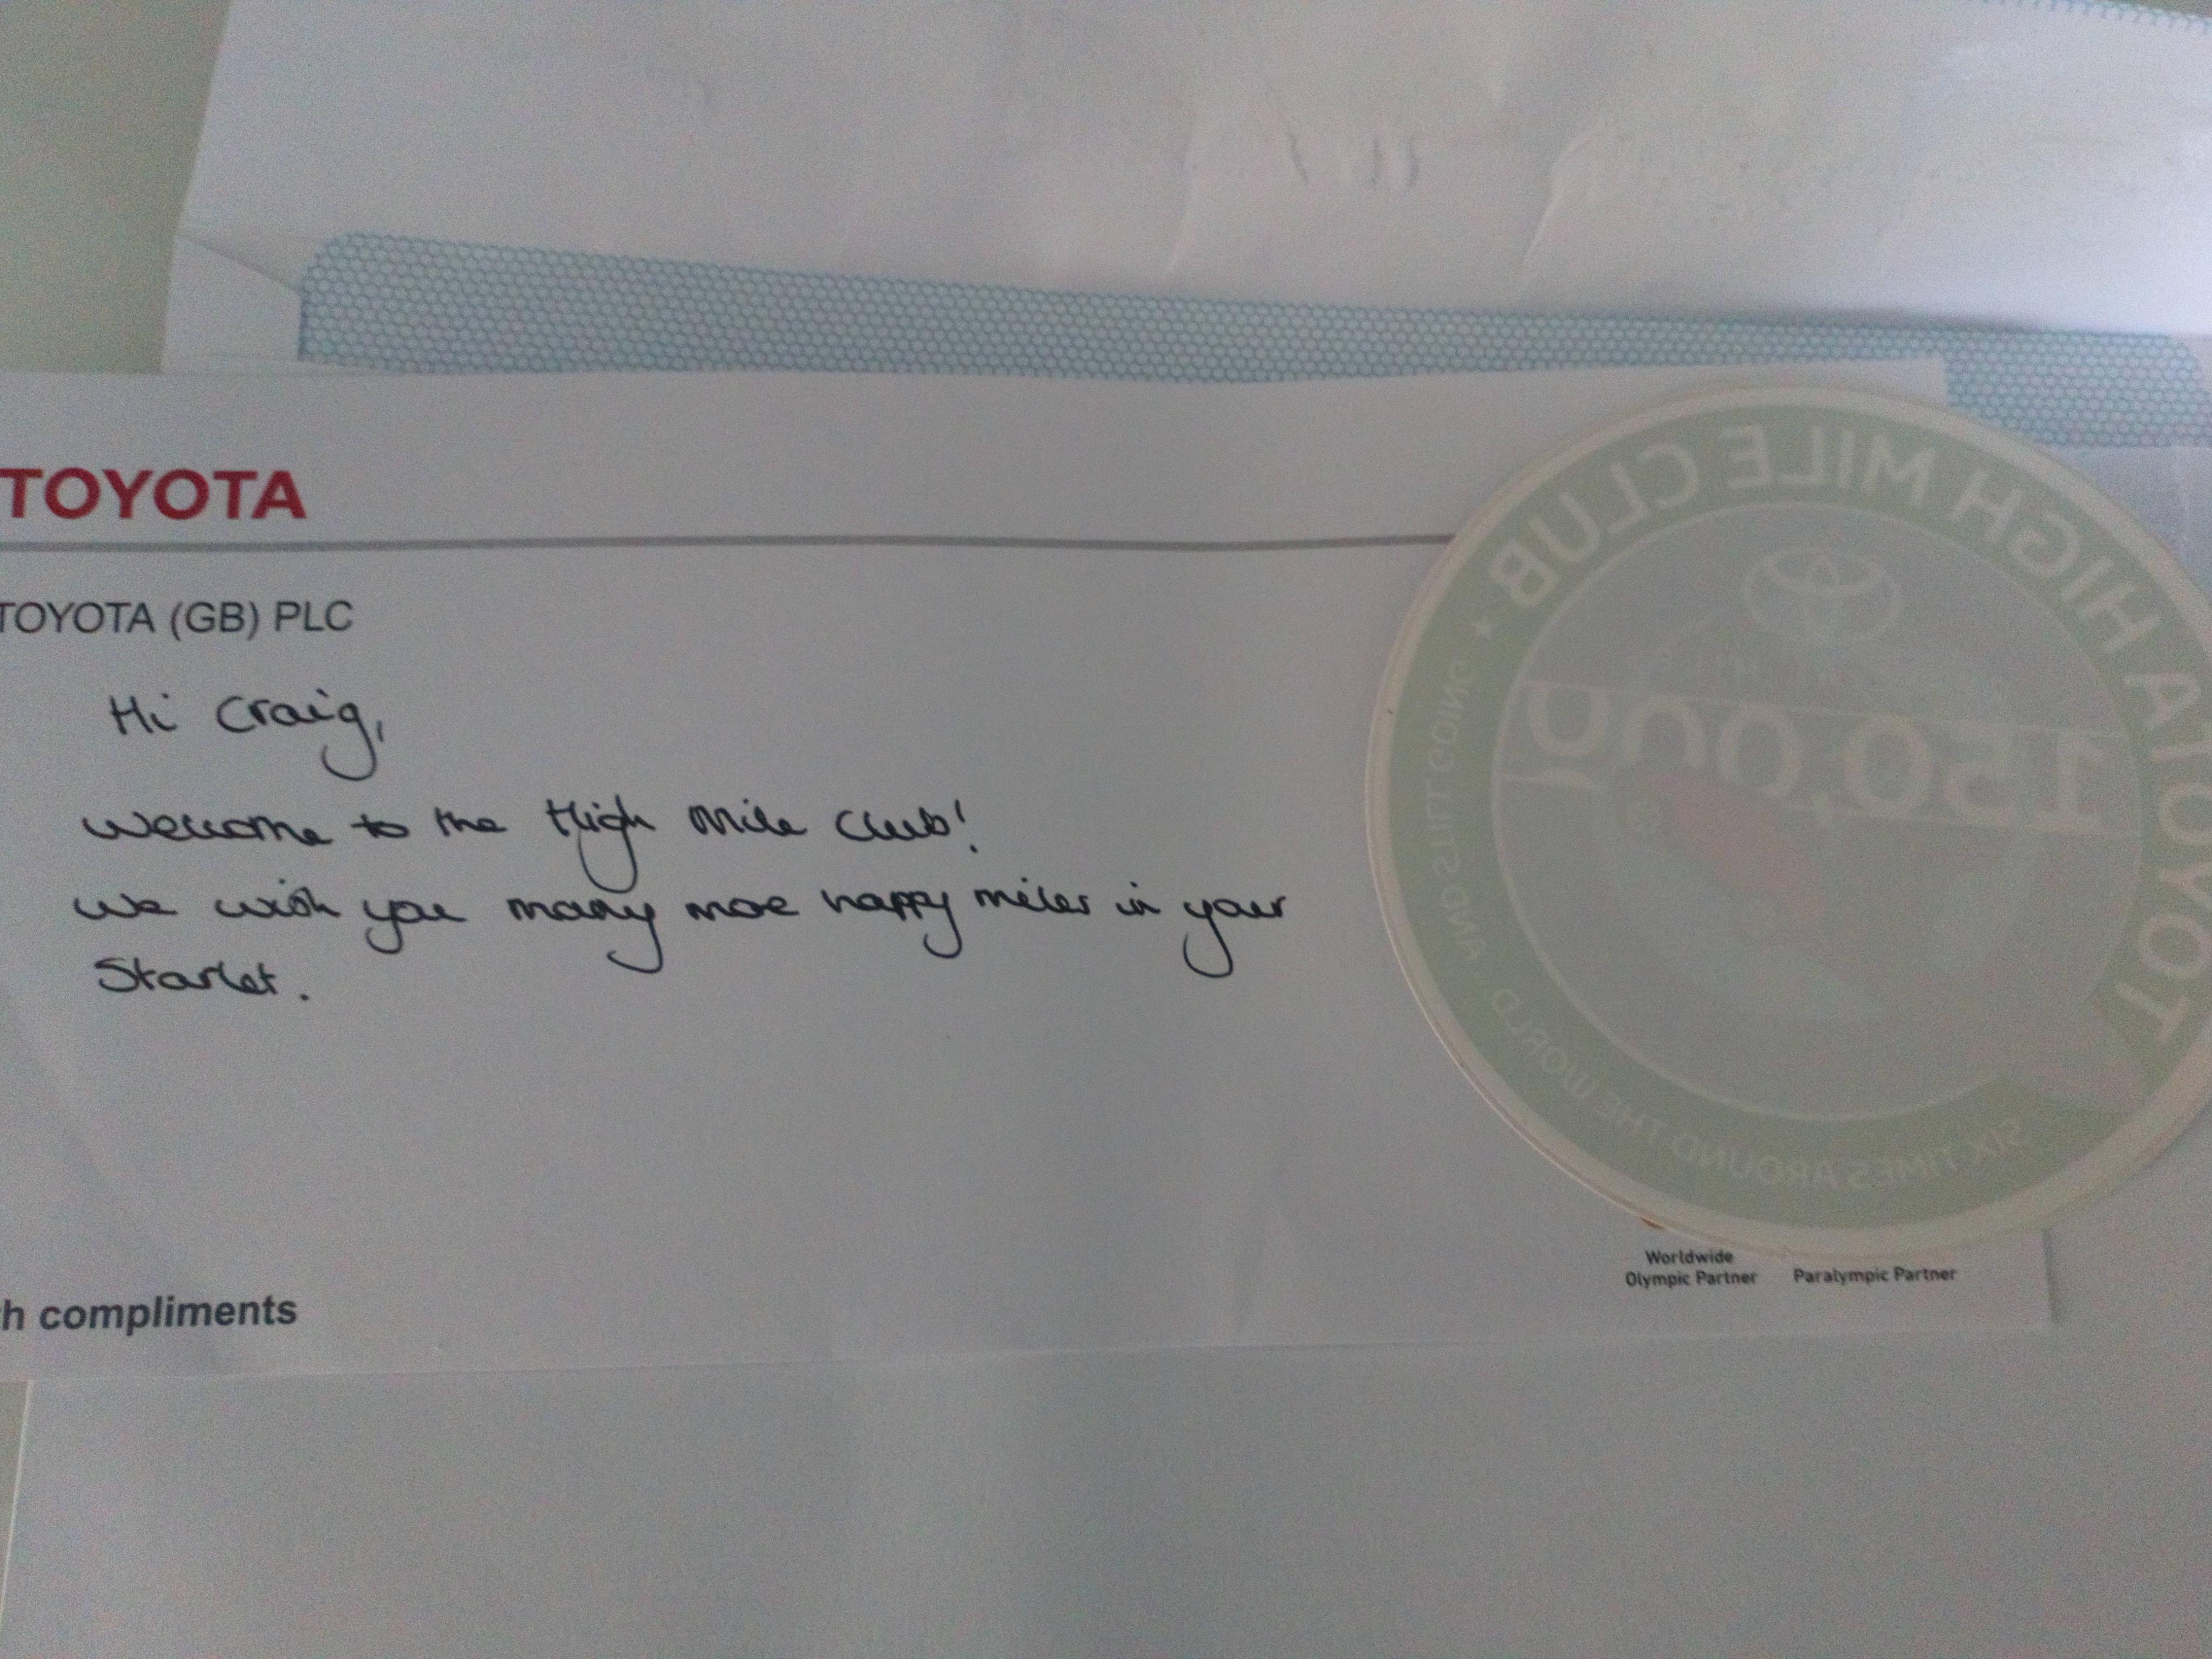 TOYOTA
TOYOTA (GB) PLC
Hi Craig,
Welcome to the High Mile Club!
We wish you many more happy miles in your
Starlet.
h compliments
TOYOTA HIGH MILE CLUB
150,000
SIX TIMES AROUND THE WORLD... AND STILL GOING
Worldwide
Olympic Partner
Paralympic Partner